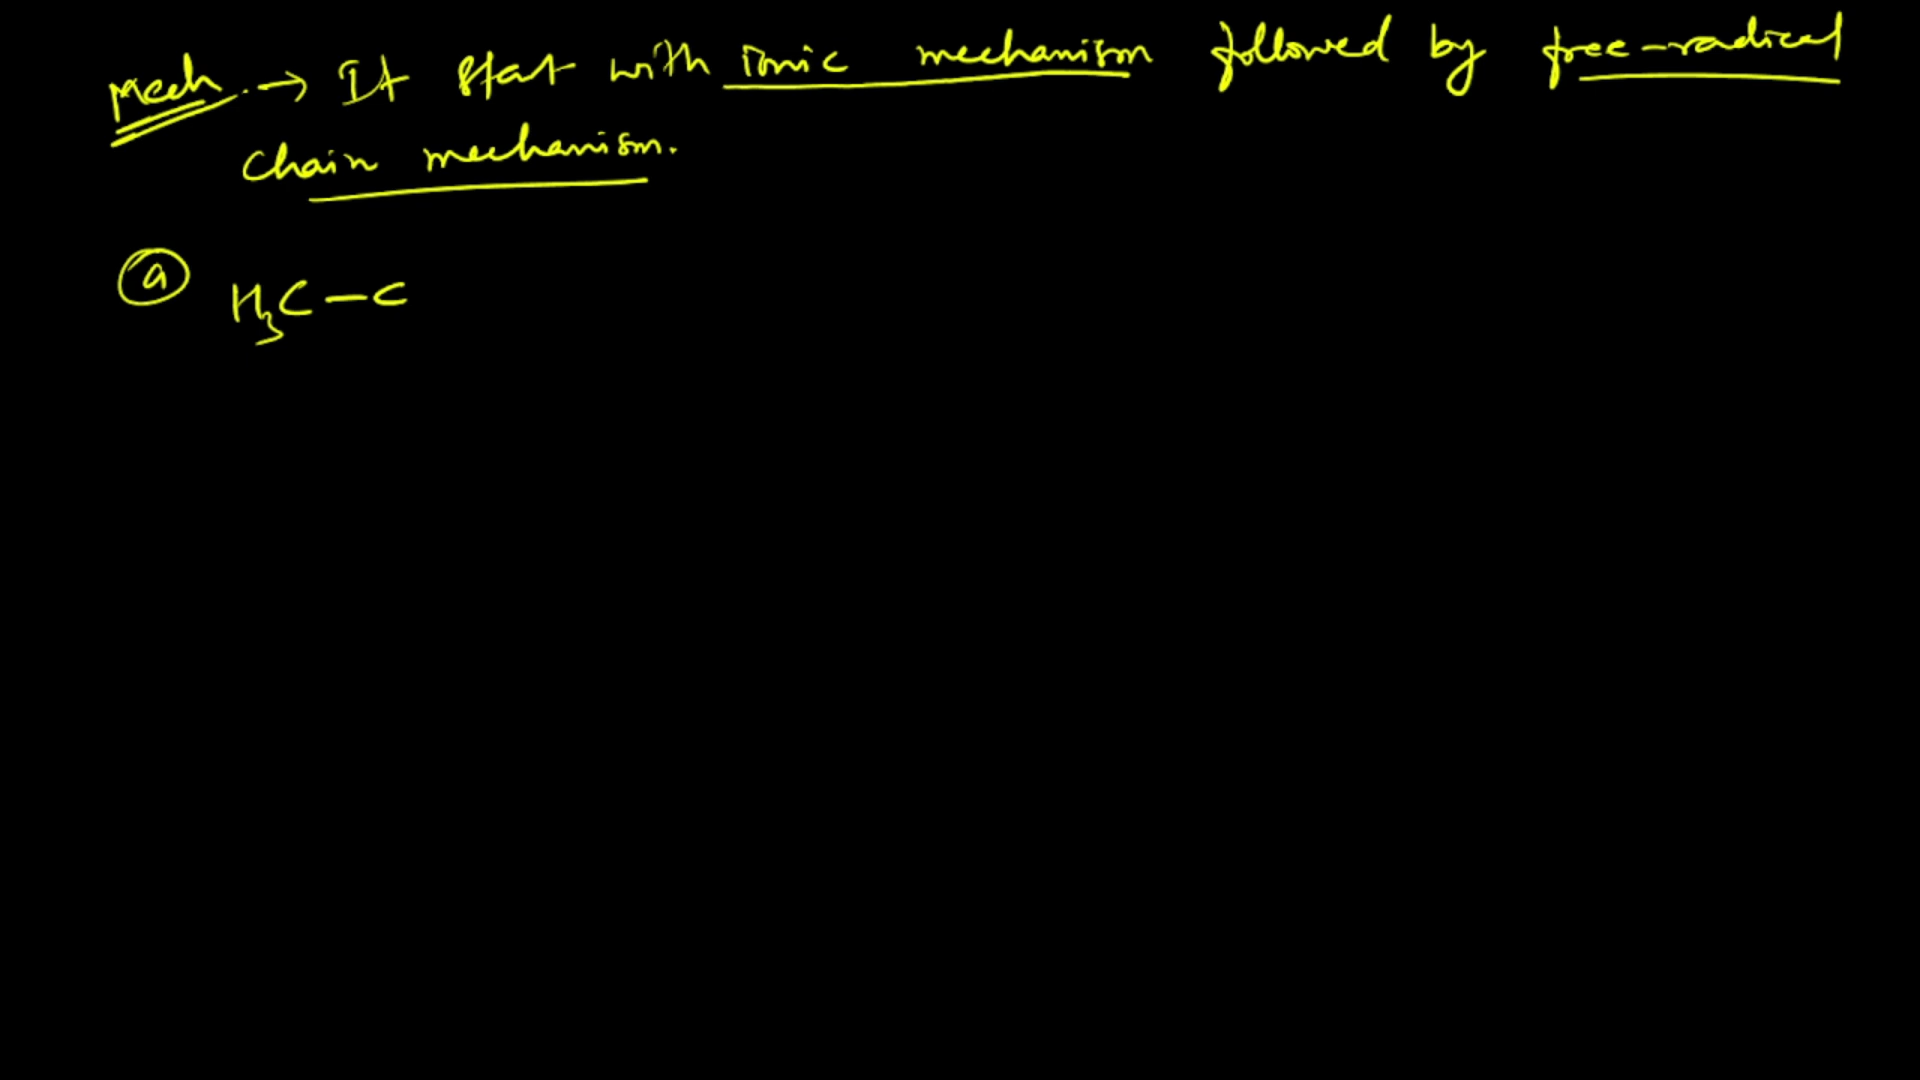 Mech. → It start with ionic mechanism followed by free-radical
chain mechanism.
(a) H₃C-C